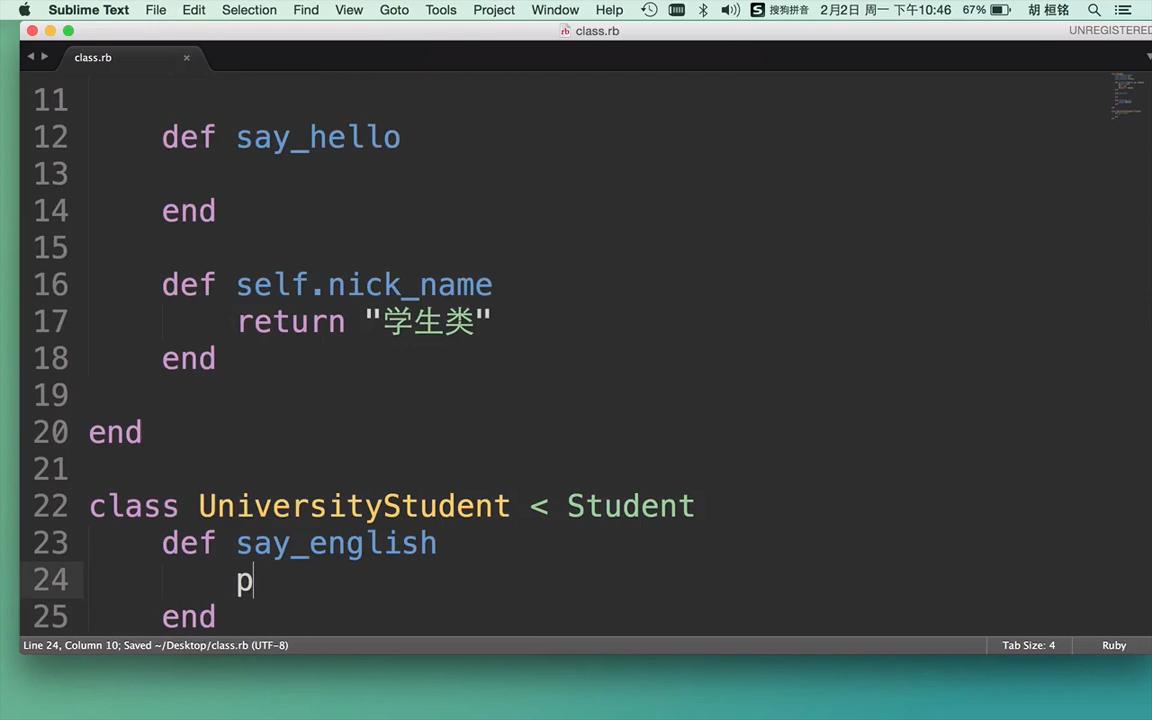 Sublime Text File Edit Selection Find View Goto Tools Project Window Help 搜狗拼音 2月2日 周一 下午10:46 67% 胡 桓铭
class.rb UNREGISTERED
class.rb
11
12 def say_hello
13
14 end
15
16 def self.nick_name
17 return "学生类"
18 end
19
20 end
21
22 class UniversityStudent < Student
23 def say_english
24 p
25 end
Line 24, Column 10; Saved ~/Desktop/class.rb (UTF-8) Tab Size: 4 Ruby